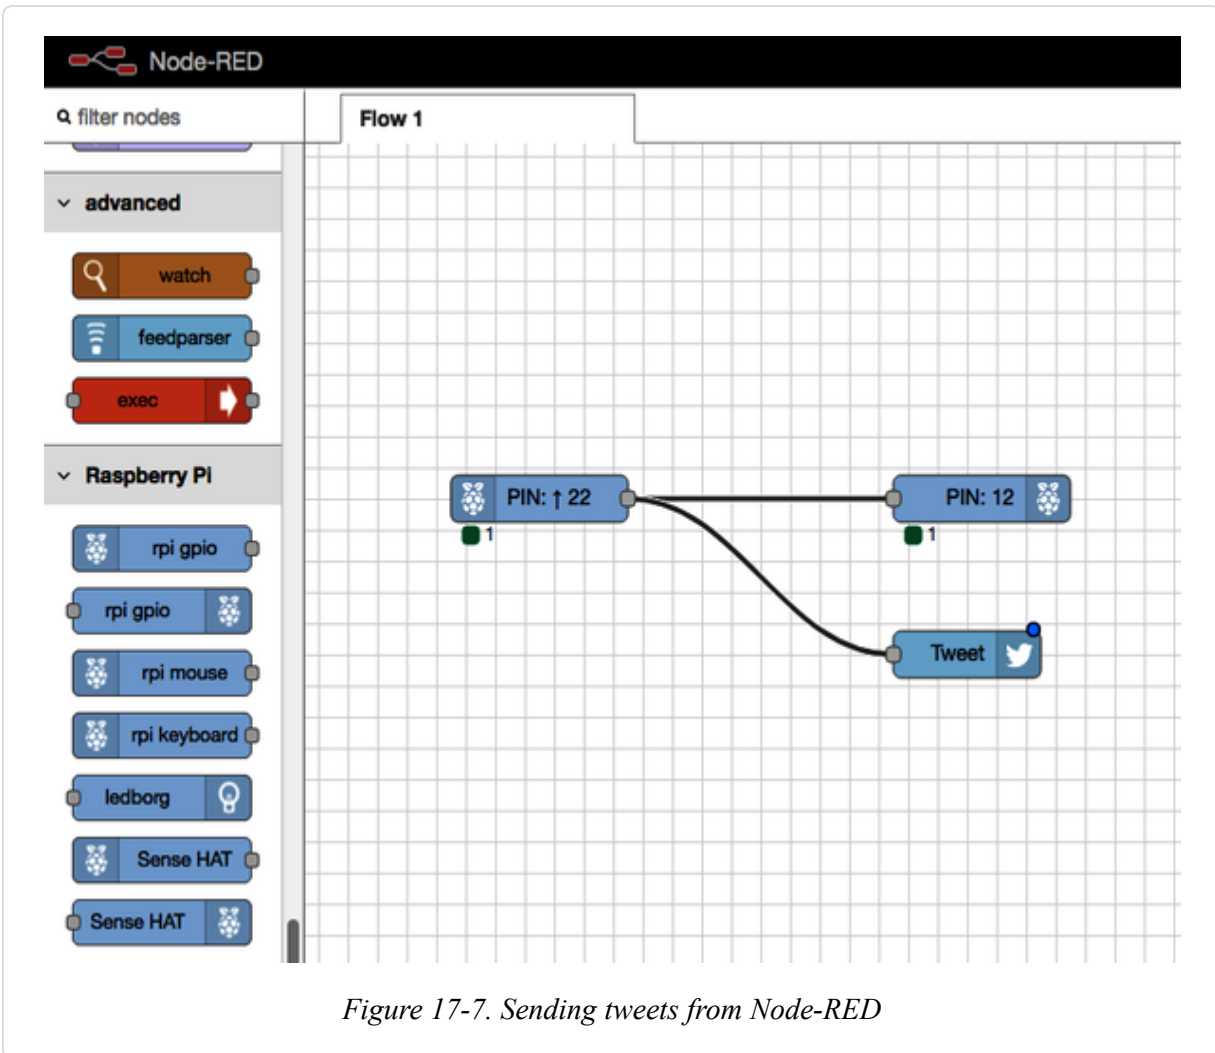 Node-RED
filter nodes
Flow 1
advanced
watch
feedparser
exec
Raspberry Pi
rpi gpio
rpi gpio
rpi mouse
rpi keyboard
ledborg
Sense HAT
Sense HAT
PIN: ↑ 22
1
PIN: 12
1
Tweet
Figure 17-7. Sending tweets from Node-RED